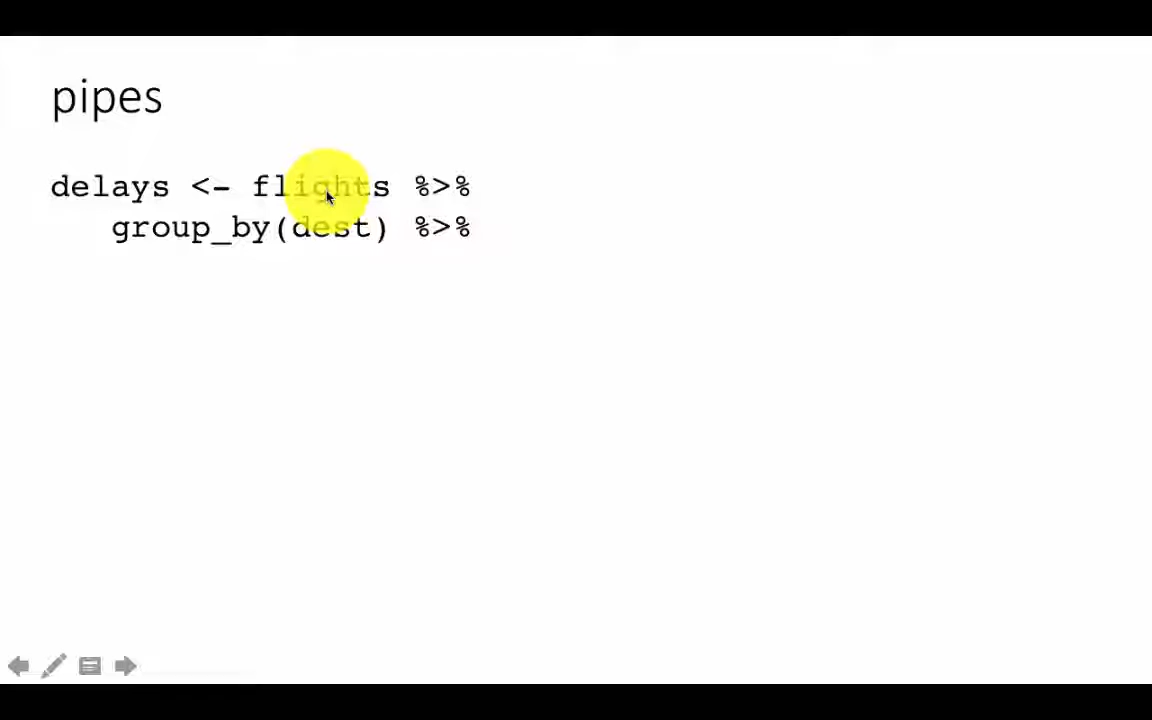 pipes
delays <- flights %>%
group_by(dest) %>%